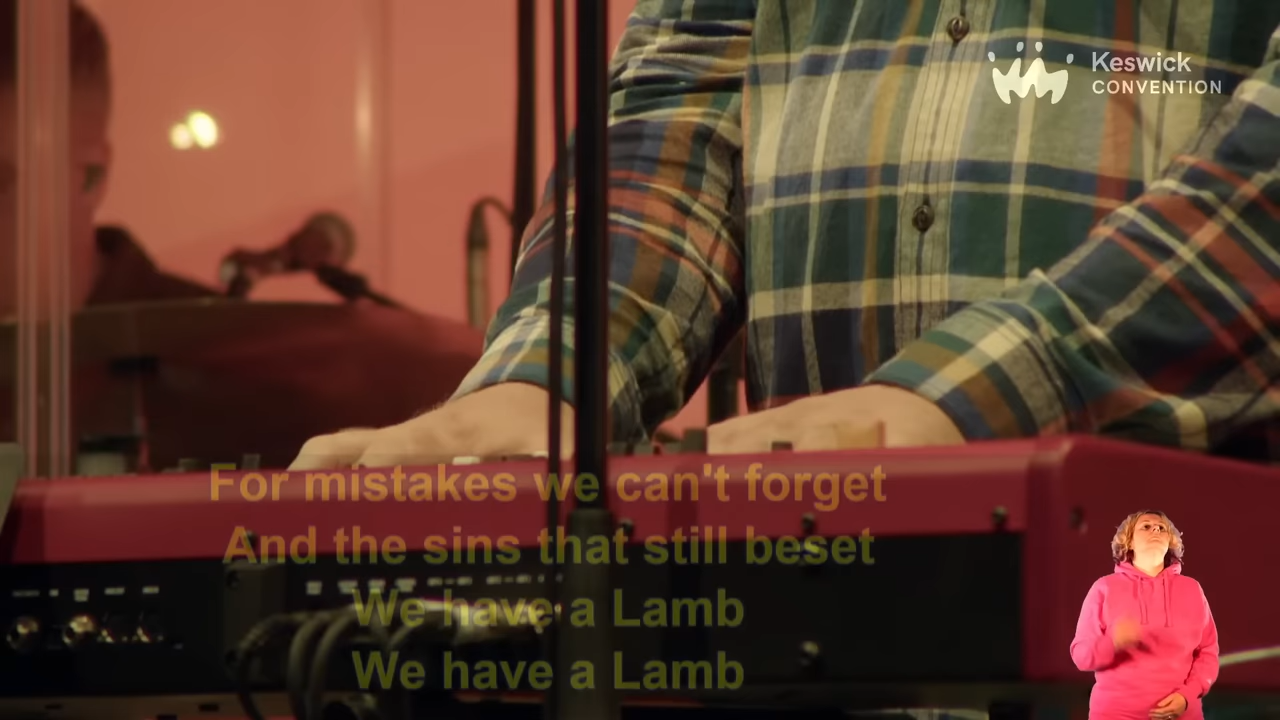 Keswick
CONVENTION
For mistakes we can't forget
And the sins that still beset
We have a Lamb
We have a Lamb